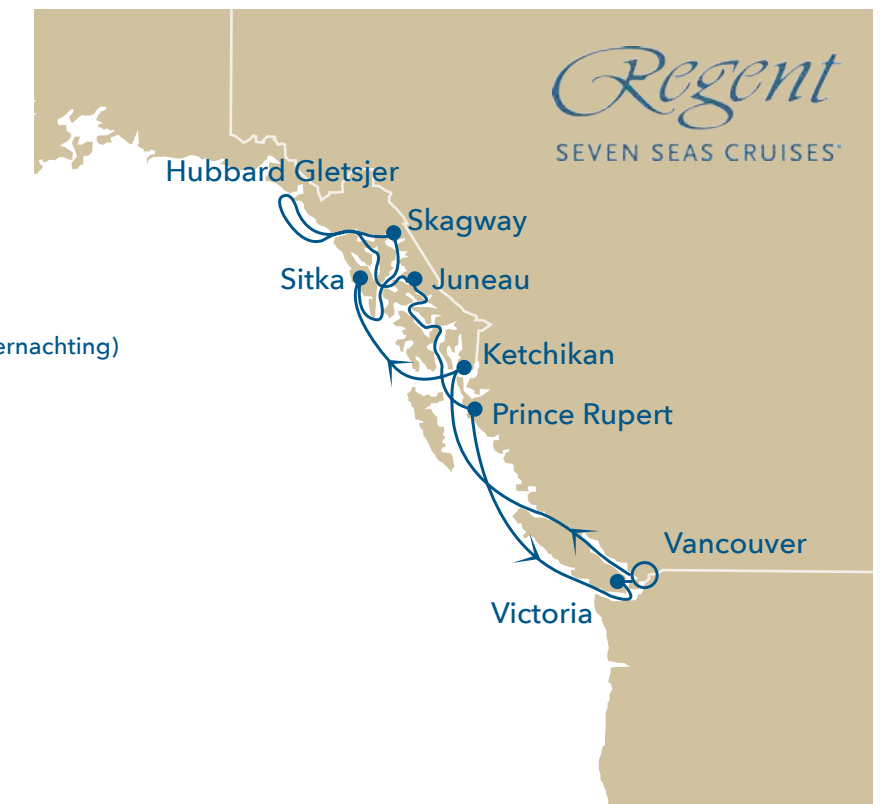 Regent
SEVEN SEAS CRUISES
Hubbard Gletsjer
Skagway
Sitka
Juneau
ernachting)
Ketchikan
Prince Rupert
Vancouver
Victoria